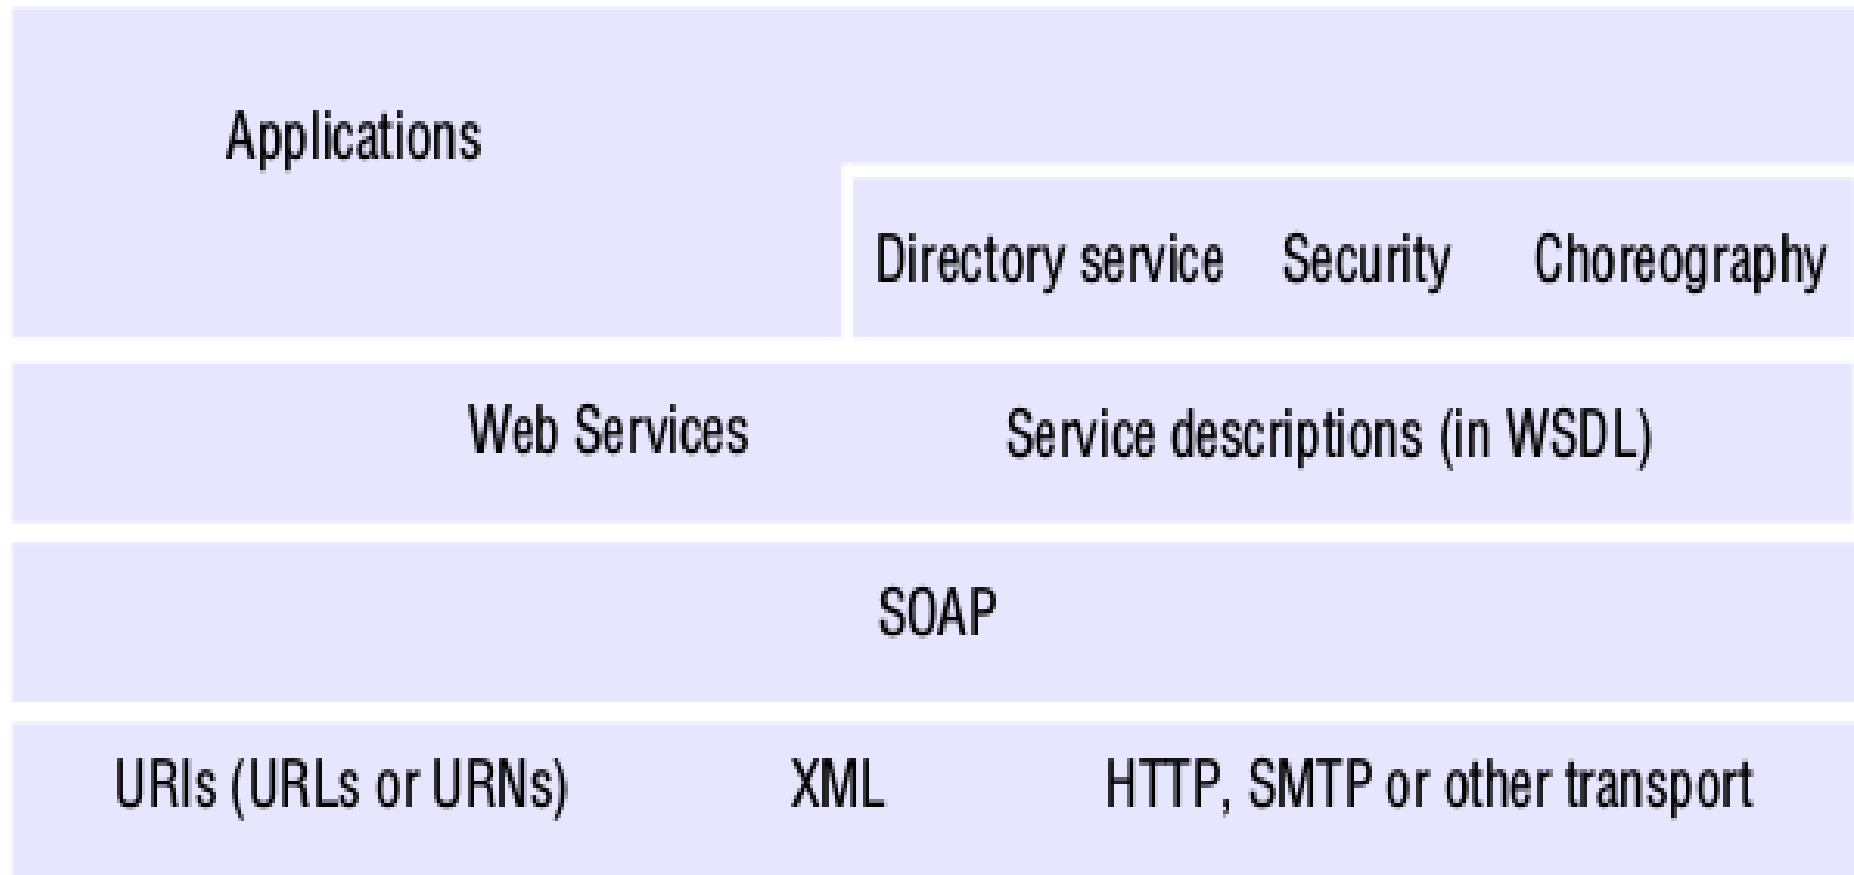 Applications
Directory service Security Choreography
Web Services Service descriptions (in WSDL)
SOAP
URIs (URLs or URNs) XML HTTP, SMTP or other transport